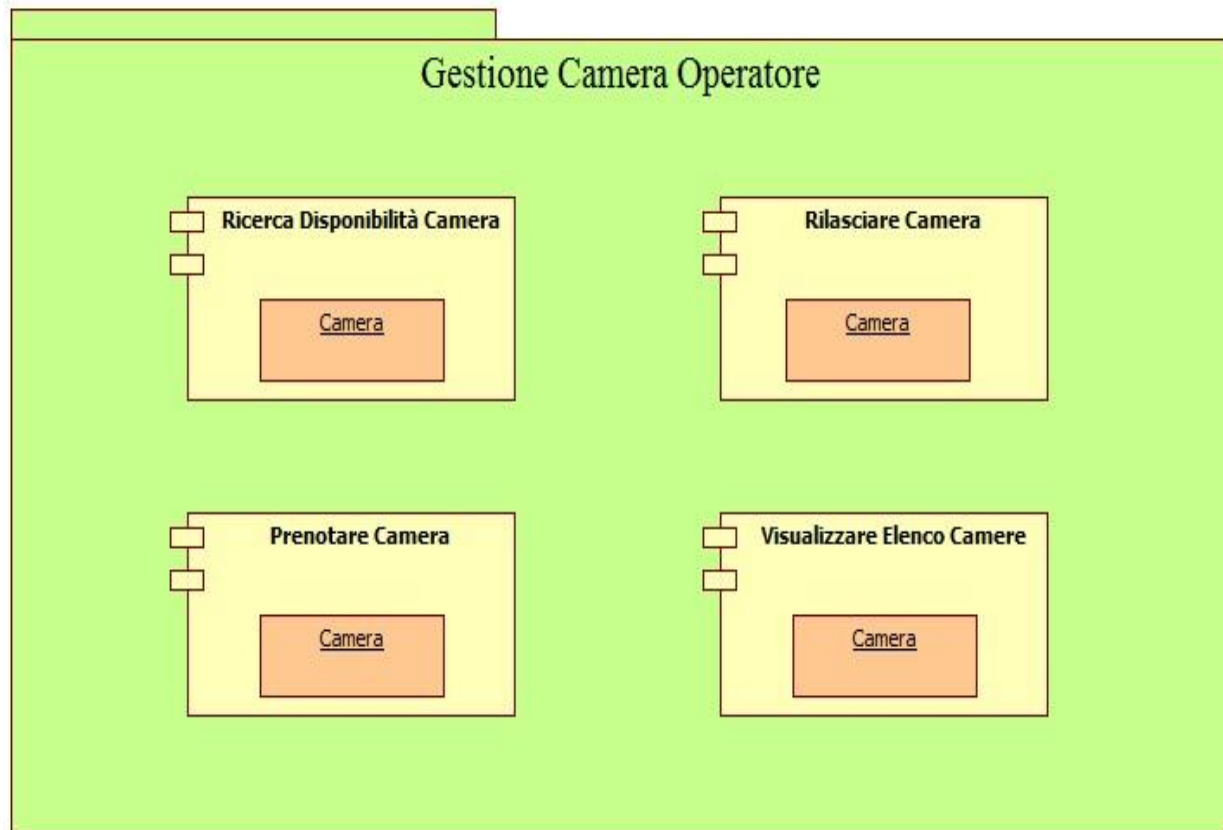 Gestione Camera Operatore
Ricerca Disponibilità Camera
Camera
Rilasciare Camera
Camera
Prenotare Camera
Camera
Visualizzare Elenco Camere
Camera